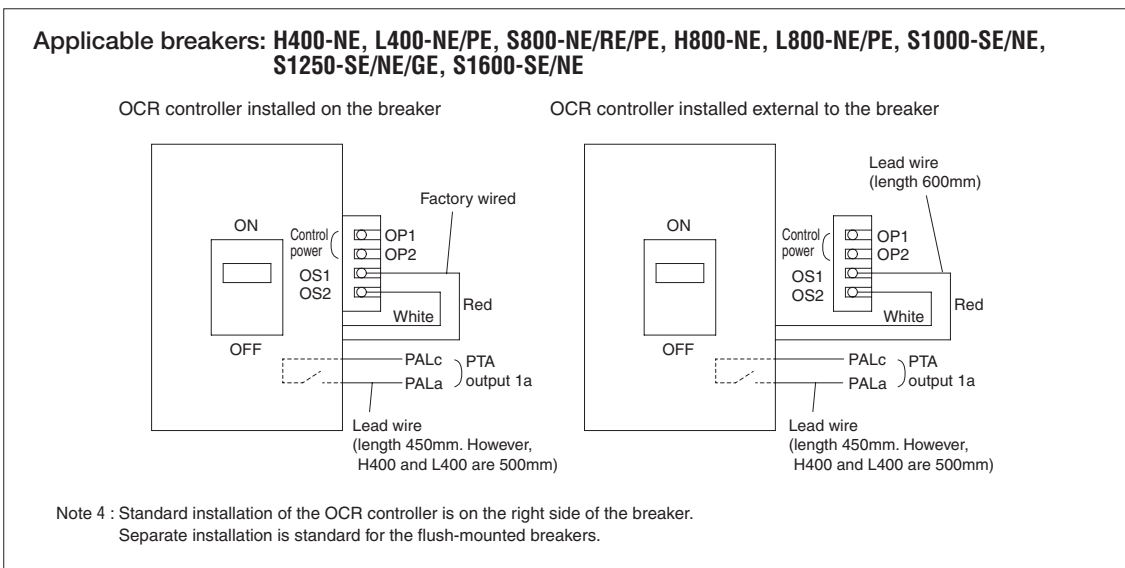 Applicable breakers: H400-NE, L400-NE/PE, S800-NE/RE/PE, H800-NE, L800-NE/PE, S1000-SE/NE,
S1250-SE/NE/GE, S1600-SE/NE
OCR controller installed on the breaker
ON
OFF
Control
power
OP1
OP2
OS1
OS2
Factory wired
Red
White
PALc
PALa
PTA
output 1a
Lead wire
(length 450mm. However,
H400 and L400 are 500mm)
OCR controller installed external to the breaker
ON
OFF
Control
power
OP1
OP2
OS1
OS2
Lead wire
(length 600mm)
Red
White
PALc
PALa
PTA
output 1a
Lead wire
(length 450mm. However,
H400 and L400 are 500mm)
Note 4 : Standard installation of the OCR controller is on the right side of the breaker.
Separate installation is standard for the flush-mounted breakers.